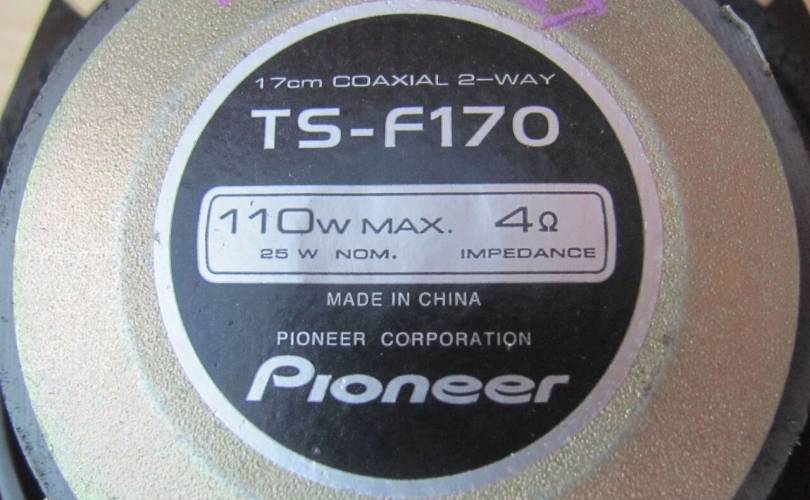 17cm COAXIAL 2-WAY
TS-F170
110W MAX. 4Ω
25 W NOM. IMPEDANCE
MADE IN CHINA
PIONEER CORPORATION
Pioneer